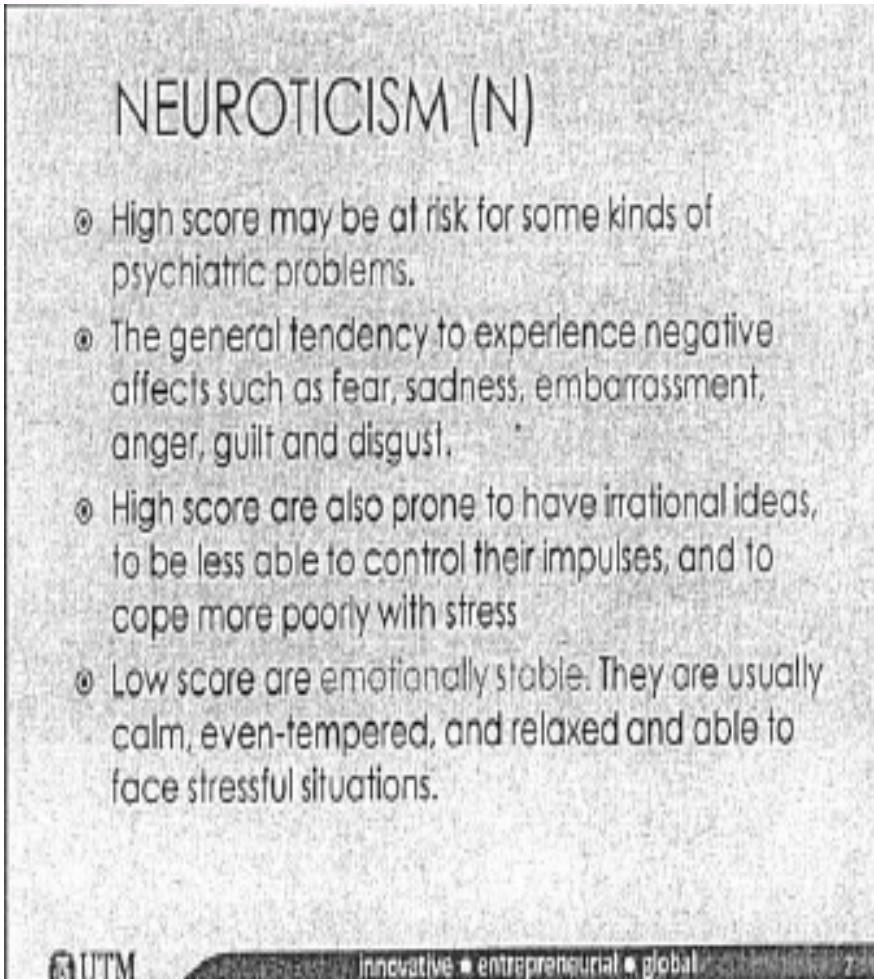 NEUROTICISM (N)
High score may be at risk for some kinds of
psychiatric problems.
The general tendency to experience negative
affects such as fear, sadness, embarrassment,
anger, guilt and disgust.
High score are also prone to have irrational ideas,
to be less able to control their impulses, and to
cope more poorly with stress
Low score are emotionally stable. They are usually
calm, even-tempered, and relaxed and able to
face stressful situations.
UTM
innovative • entrepreneurial • global
7